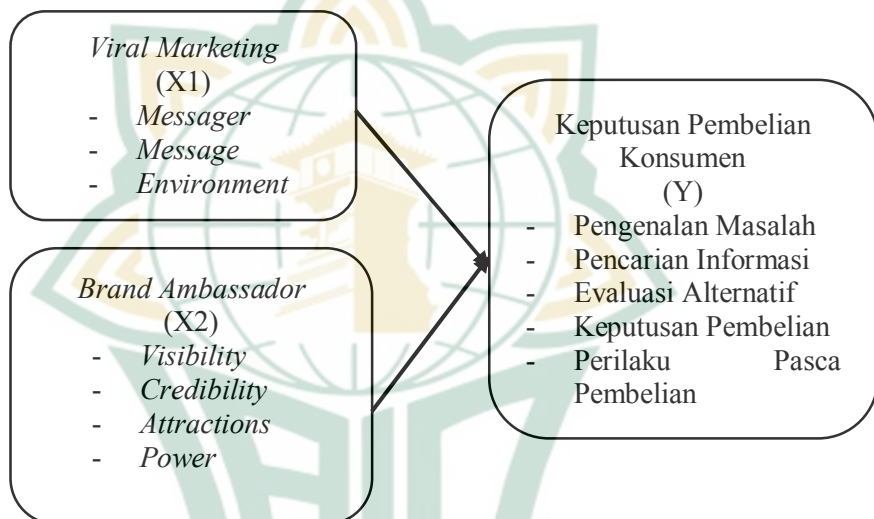 Viral Marketing
(X1)
- Messager
- Message
- Environment
Brand Ambassador
(X2)
- Visibility
- Credibility
- Attractions
- Power
Keputusan Pembelian
Konsumen
(Y)
- Pengenalan Masalah
- Pencarian Informasi
- Evaluasi Alternatif
- Keputusan Pembelian
- Perilaku Pasca
Pembelian